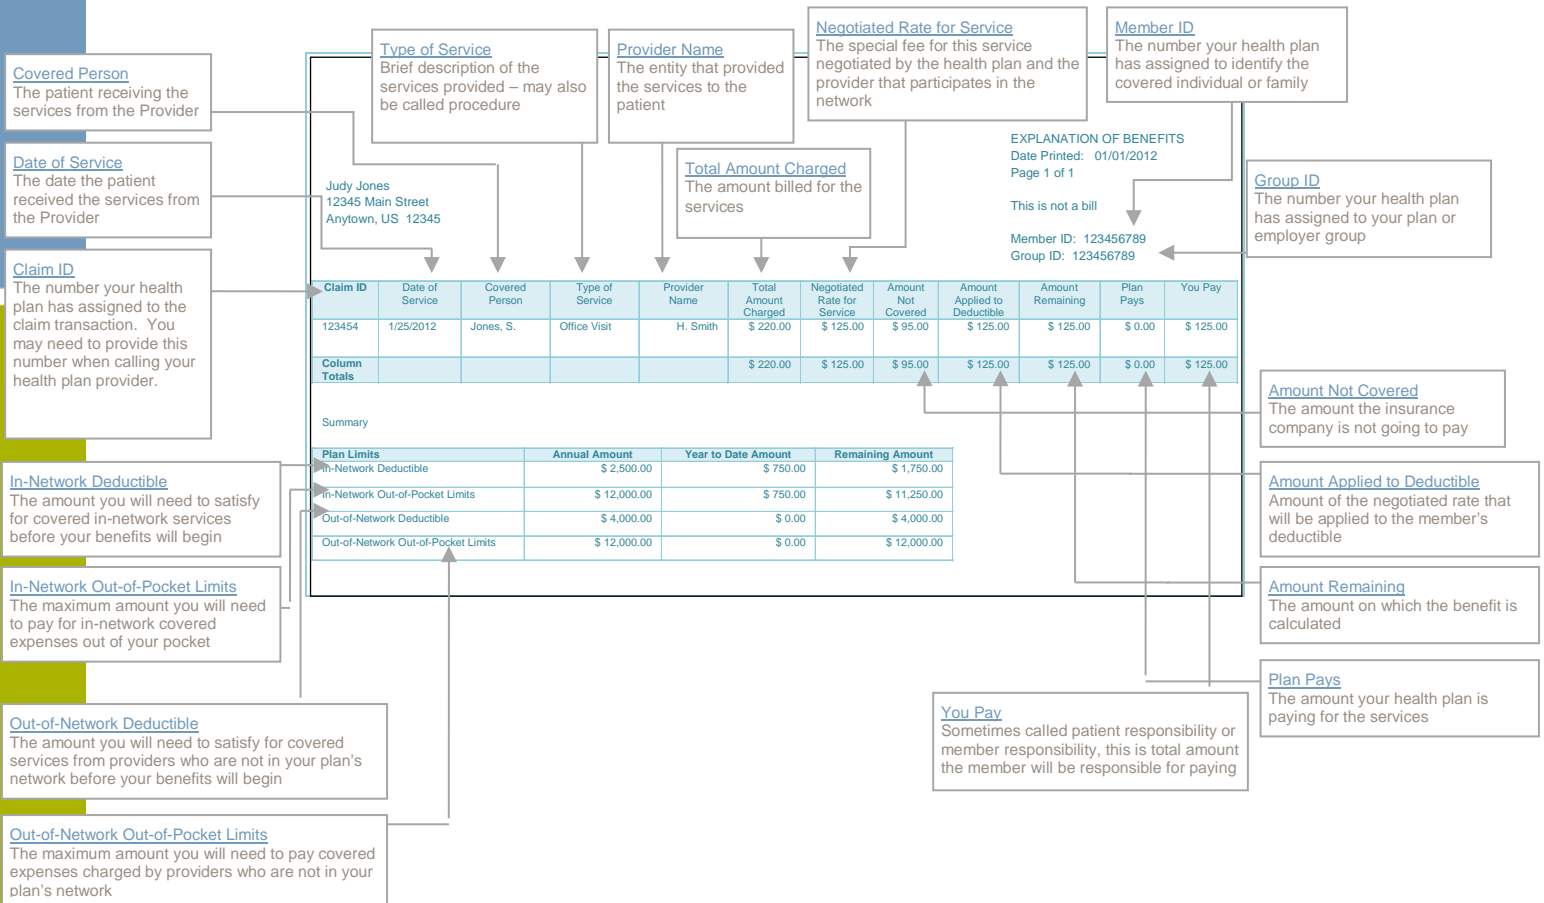 Covered Person
The patient receiving the
services from the Provider
Date of Service
The date the patient
received the services from
the Provider
Claim ID
The number your health
plan has assigned to the
claim transaction.  You
may need to provide this
number when calling your
health plan provider.
In-Network Deductible
The amount you will need to satisfy
for covered in-network services
before your benefits will begin
In-Network Out-of-Pocket Limits
The maximum amount you will need
to pay for in-network covered
expenses out of your pocket
Out-of-Network Deductible
The amount you will need to satisfy for covered
services from providers who are not in your plan’s
network before your benefits will begin
Out-of-Network Out-of-Pocket Limits
The maximum amount you will need to pay covered
expenses charged by providers who are not in your
plan’s network
Type of Service
Brief description of the
services provided – may also
be called procedure
Provider Name
The entity that provided
the services to the
patient
Total Amount Charged
The amount billed for the
services
Negotiated Rate for Service
The special fee for this service
negotiated by the health plan and the
provider that participates in the
network
Member ID
The number your health plan
has assigned to identify the
covered individual or family
Group ID
The number your health plan
has assigned to your plan or
employer group
EXPLANATION OF BENEFITS
Date Printed:   01/01/2012
Page 1 of 1
This is not a bill
Member ID:  123456789
Group ID:  123456789
Judy Jones
12345 Main Street
Anytown, US  12345
Claim ID Date of Service Covered Person Type of Service Provider Name Total Amount Charged Negotiated Rate for Service Amount Not Covered Amount Applied to Deductible Amount Remaining Plan Pays You Pay
123454 1/25/2012 Jones, S. Office Visit H. Smith $ 220.00 $ 125.00 $ 95.00 $ 125.00 $ 125.00 $ 0.00 $ 125.00
Column Totals $ 220.00 $ 125.00 $ 95.00 $ 125.00 $ 125.00 $ 0.00 $ 125.00
Summary
Plan Limits Annual Amount Year to Date Amount Remaining Amount
In-Network Deductible $ 2,500.00 $ 750.00 $ 1,750.00
In-Network Out-of-Pocket Limits $ 12,000.00 $ 750.00 $ 11,250.00
Out-of-Network Deductible $ 4,000.00 $ 0.00 $ 4,000.00
Out-of-Network Out-of-Pocket Limits $ 12,000.00 $ 0.00 $ 12,000.00
Amount Not Covered
The amount the insurance
company is not going to pay
Amount Applied to Deductible
Amount of the negotiated rate that
will be applied to the member’s
deductible
Amount Remaining
The amount on which the benefit is
calculated
Plan Pays
The amount your health plan is
paying for the services
You Pay
Sometimes called patient responsibility or
member responsibility, this is total amount
the member will be responsible for paying